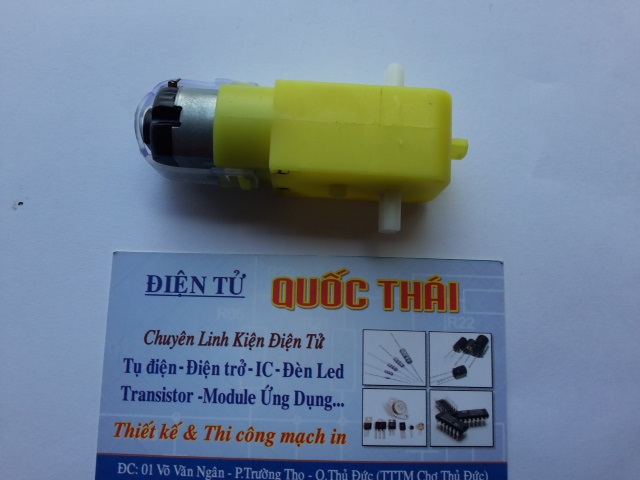 ĐIỆN TỬ QUỐC THÁI
Chuyên Linh Kiện Điện Tử
Tụ điện - Điện trở - IC - Đèn Led
Transistor - Module Ứng Dụng...
Thiết kế & Thi công mạch in
ĐC: 01 Võ Văn Ngân - P.Trường Thọ - Q.Thủ Đức (TTTM Chợ Thủ Đức)